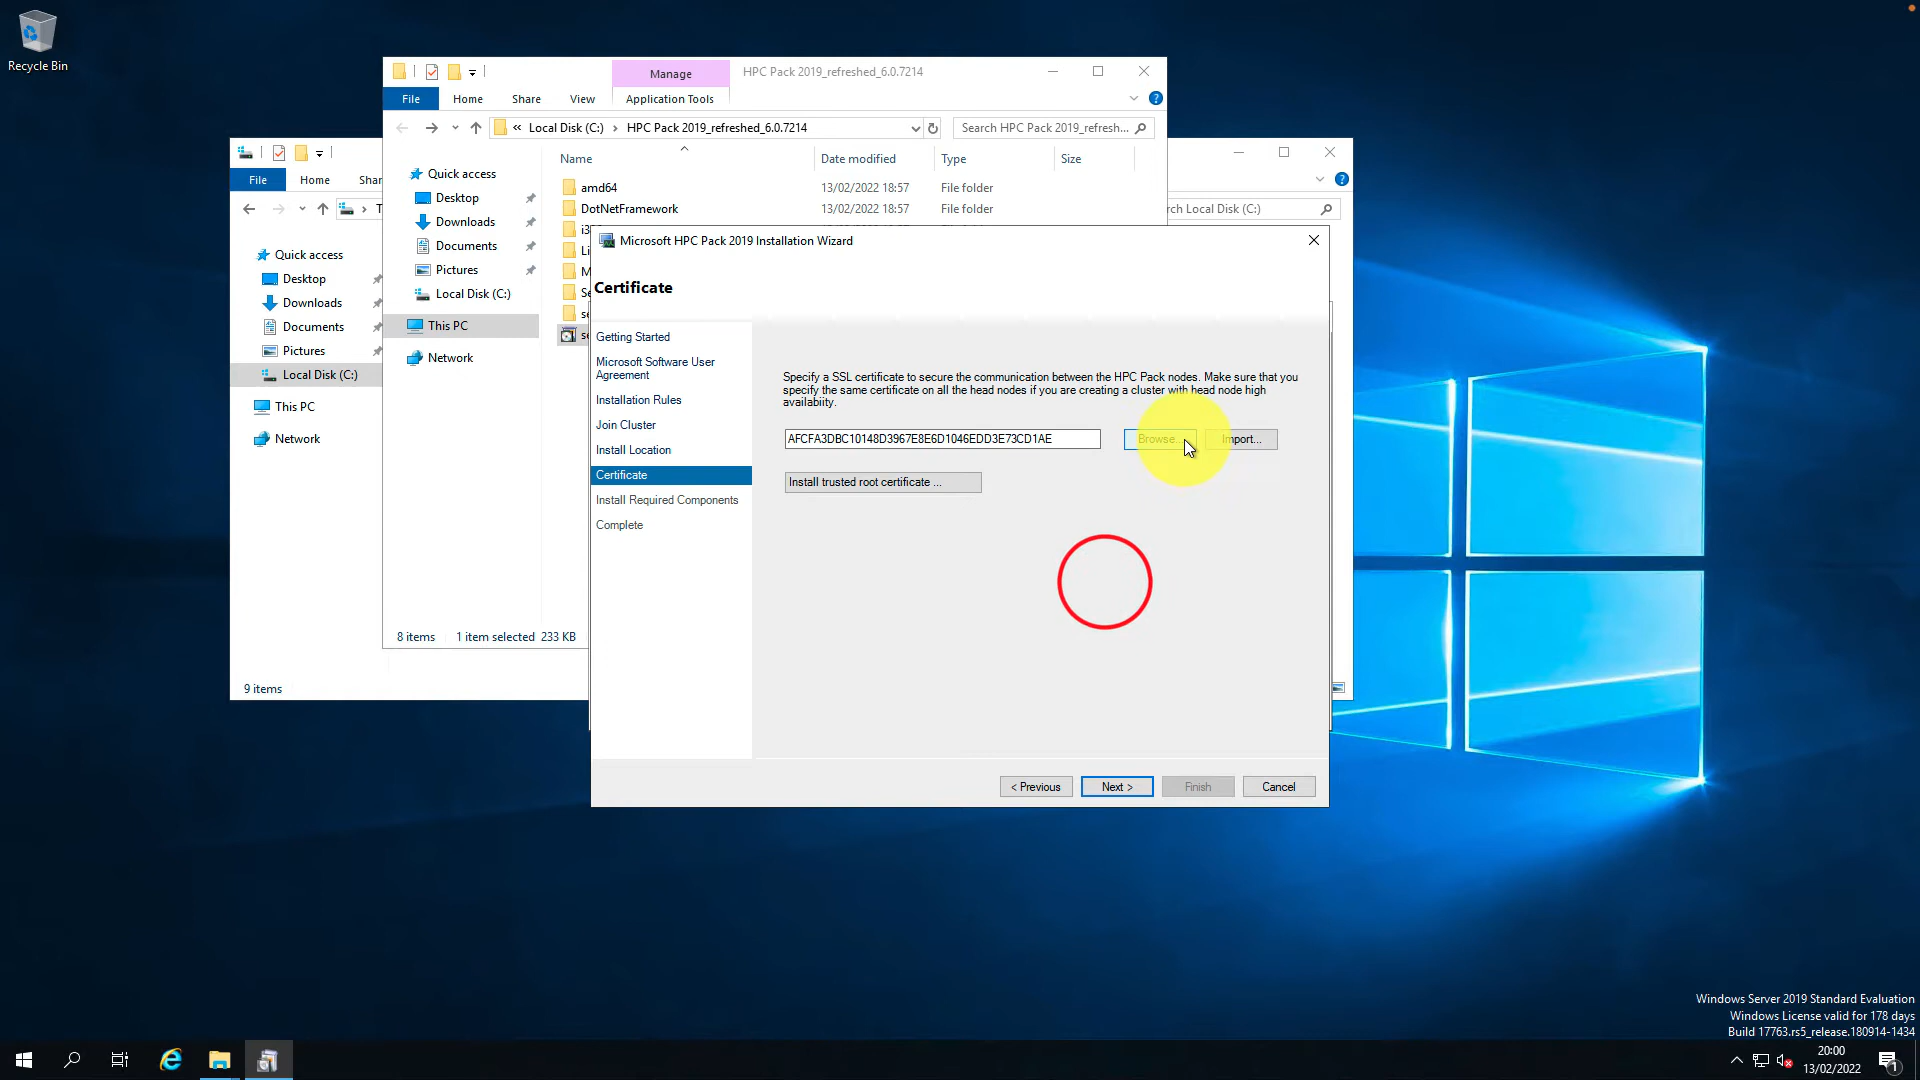 Recycle Bin
Manage
HPC Pack 2019_refreshed_6.0.7214
File
Home
Share
View
Application Tools
« Local Disk (C:) › HPC Pack 2019_refreshed_6.0.7214
Search HPC Pack 2019_refresh...
Name
Date modified
Type
Size
Quick access
Desktop
Downloads
Documents
Pictures
Local Disk (C:)
This PC
Network
amd64
13/02/2022 18:57
File folder
DotNetFramework
13/02/2022 18:57
File folder
8 items
1 item selected 233 KB
File
Home
Quick access
Desktop
Downloads
Documents
Pictures
Local Disk (C:)
This PC
Network
9 items
Local Disk (C:)
Microsoft HPC Pack 2019 Installation Wizard
Certificate
Getting Started
Microsoft Software User
Agreement
Installation Rules
Join Cluster
Install Location
Certificate
Install Required Components
Complete
Specify a SSL certificate to secure the communication between the HPC Pack nodes. Make sure that you
specify the same certificate on all the head nodes if you are creating a cluster with head node high
availabiity.
AFCFA3DBC10148D3967E8E6D1046EDD3E73CD1AE
Browse...
Import...
Install trusted root certificate ...
< Previous
Next >
Finish
Cancel
Windows Server 2019 Standard Evaluation
Windows License valid for 178 days
Build 17763.rs5_release.180914-1434
20:00
13/02/2022
1